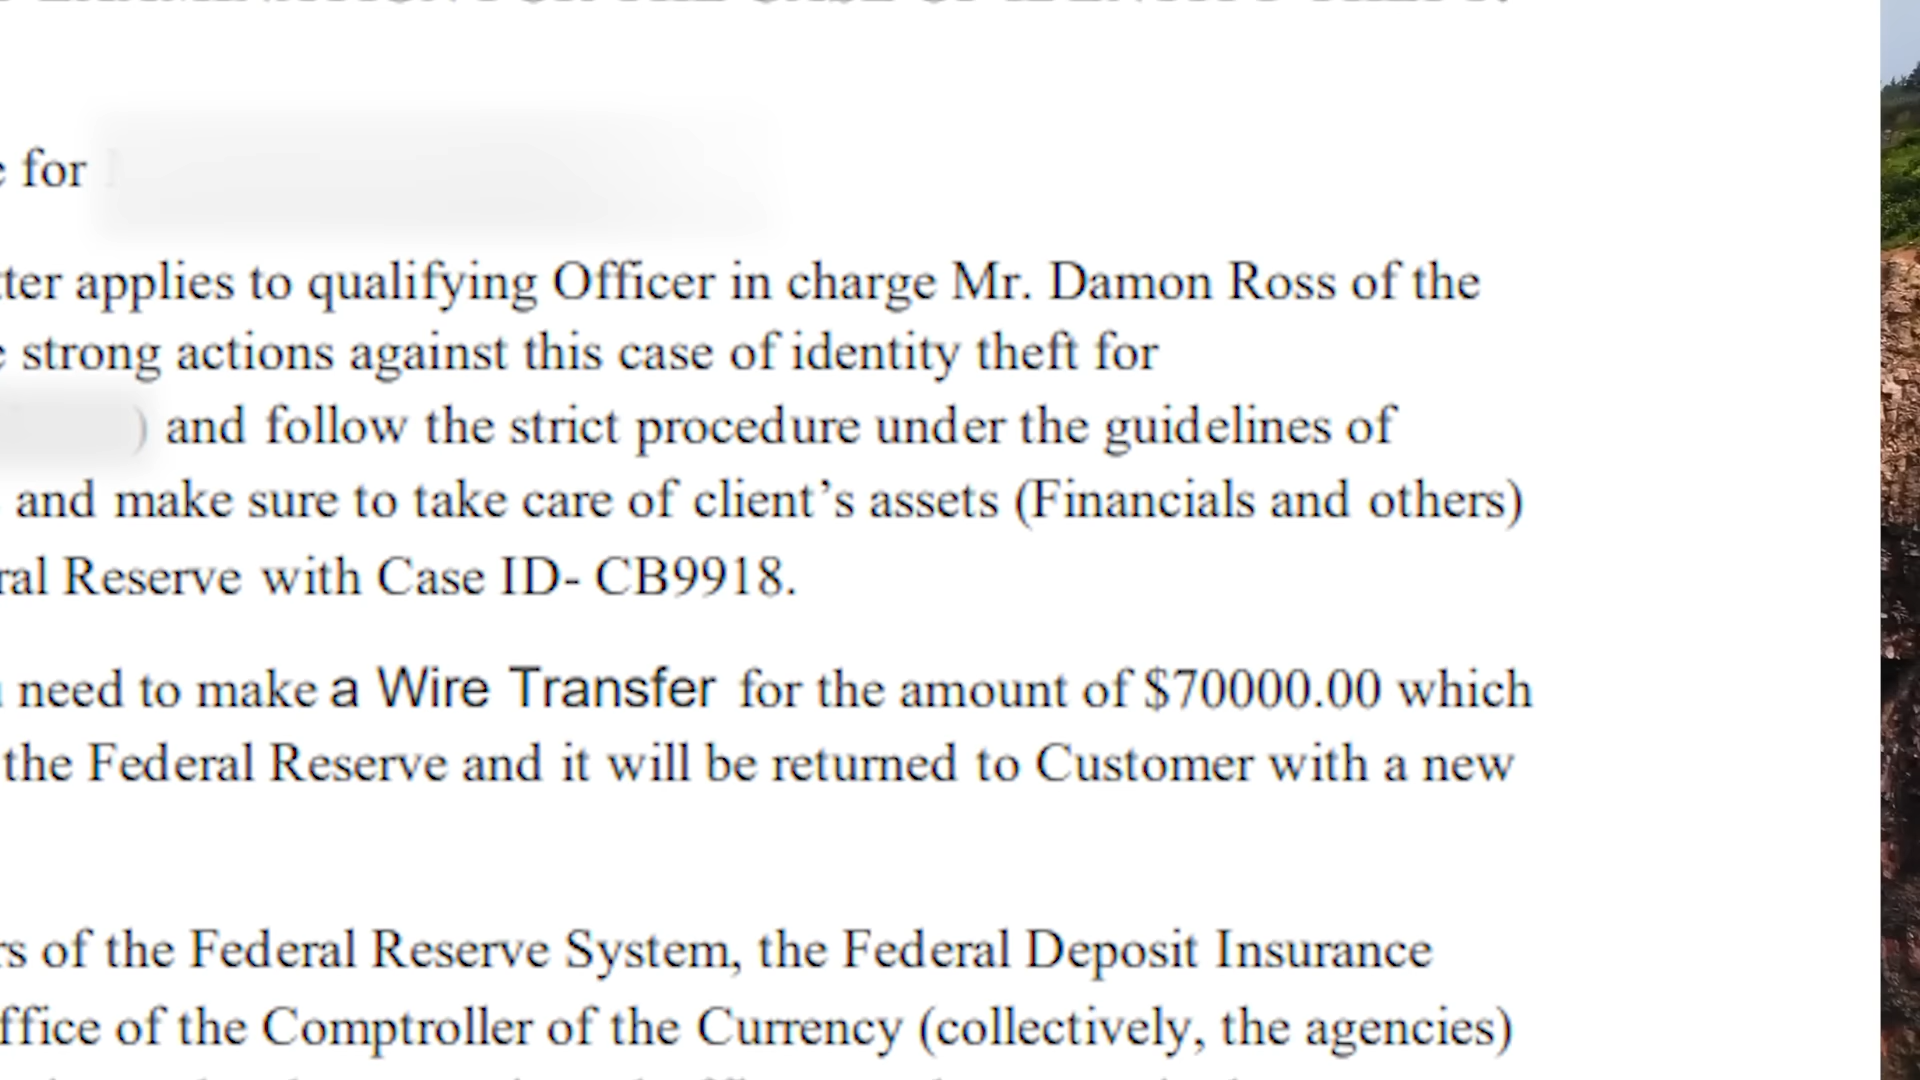 for
applies to qualifying Officer in charge Mr. Damon Ross of the
strong actions against this case of identity theft for
) and follow the strict procedure under the guidelines of
and make sure to take care of client’s assets (Financials and others)
Reserve with Case ID- CB9918.
need to make a Wire Transfer for the amount of $70000.00 which
the Federal Reserve and it will be returned to Customer with a new
of the Federal Reserve System, the Federal Deposit Insurance
of the Comptroller of the Currency (collectively, the agencies)